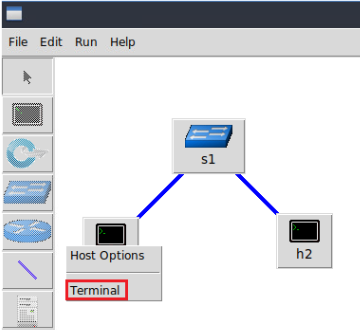 File Edit Run Help
s1
Host Options
h2
Terminal